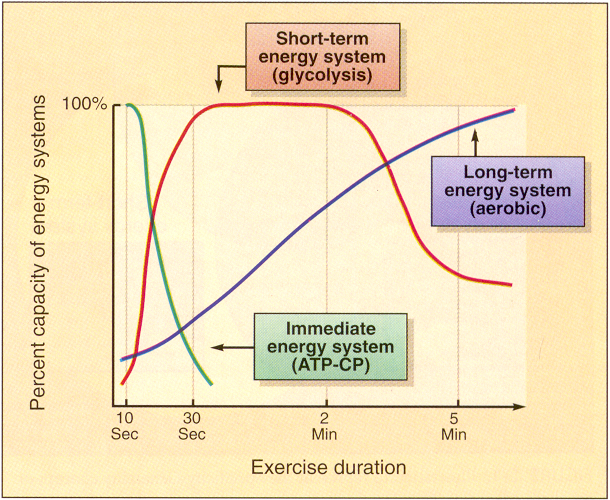 Short-term
energy system
(glycolysis)
100%
Long-term
energy system
(aerobic)
Percent capacity of energy systems
Immediate
energy system
(ATP-CP)
10
Sec
30
Sec
2
Min
5
Min
Exercise duration